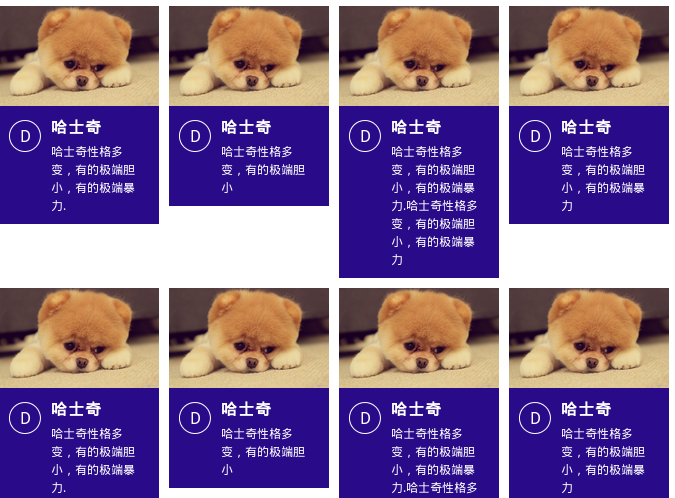 D
哈士奇
哈士奇性格多
变，有的极端胆
小，有的极端暴
力.
D
哈士奇
哈士奇性格多
变，有的极端胆
小
D
哈士奇
哈士奇性格多
变，有的极端胆
小，有的极端暴
力.哈士奇性格多
变，有的极端胆
小，有的极端暴
力
D
哈士奇
哈士奇性格多
变，有的极端胆
小，有的极端暴
力
D
哈士奇
哈士奇性格多
变，有的极端胆
小，有的极端暴
力.
D
哈士奇
哈士奇性格多
变，有的极端胆
小
D
哈士奇
哈士奇性格多
变，有的极端胆
小，有的极端暴
力.哈士奇性格多
D
哈士奇
哈士奇性格多
变，有的极端胆
小，有的极端暴
力